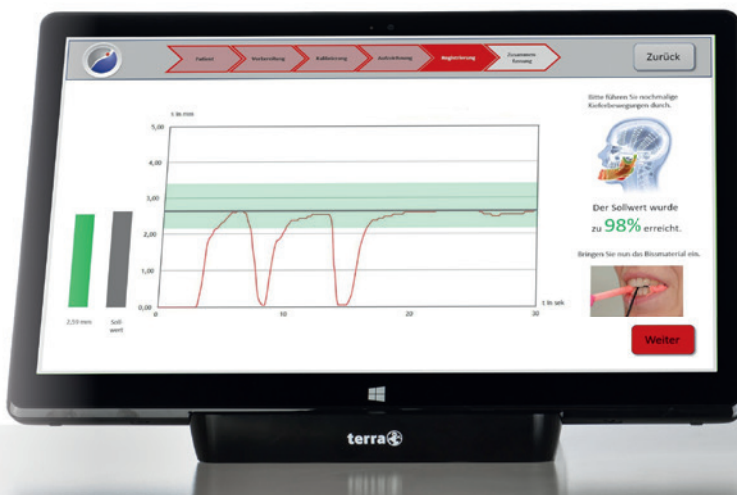 Patient
Vorbereitung
Kalibrierung
Aufzeichnung
Registrierung
Zusammen-
fassung
Zurück
Bitte führen Sie nochmalige
Kieferbewegungen durch.
s in mm
5,00
4,00
3,00
2,00
1,00
0,00
0
10
20
30
t in sek
2,59 mm
Soll-
wert
Der Sollwert wurde
zu 98% erreicht.
Bringen Sie nun das Bissmaterial ein.
Weiter
terra